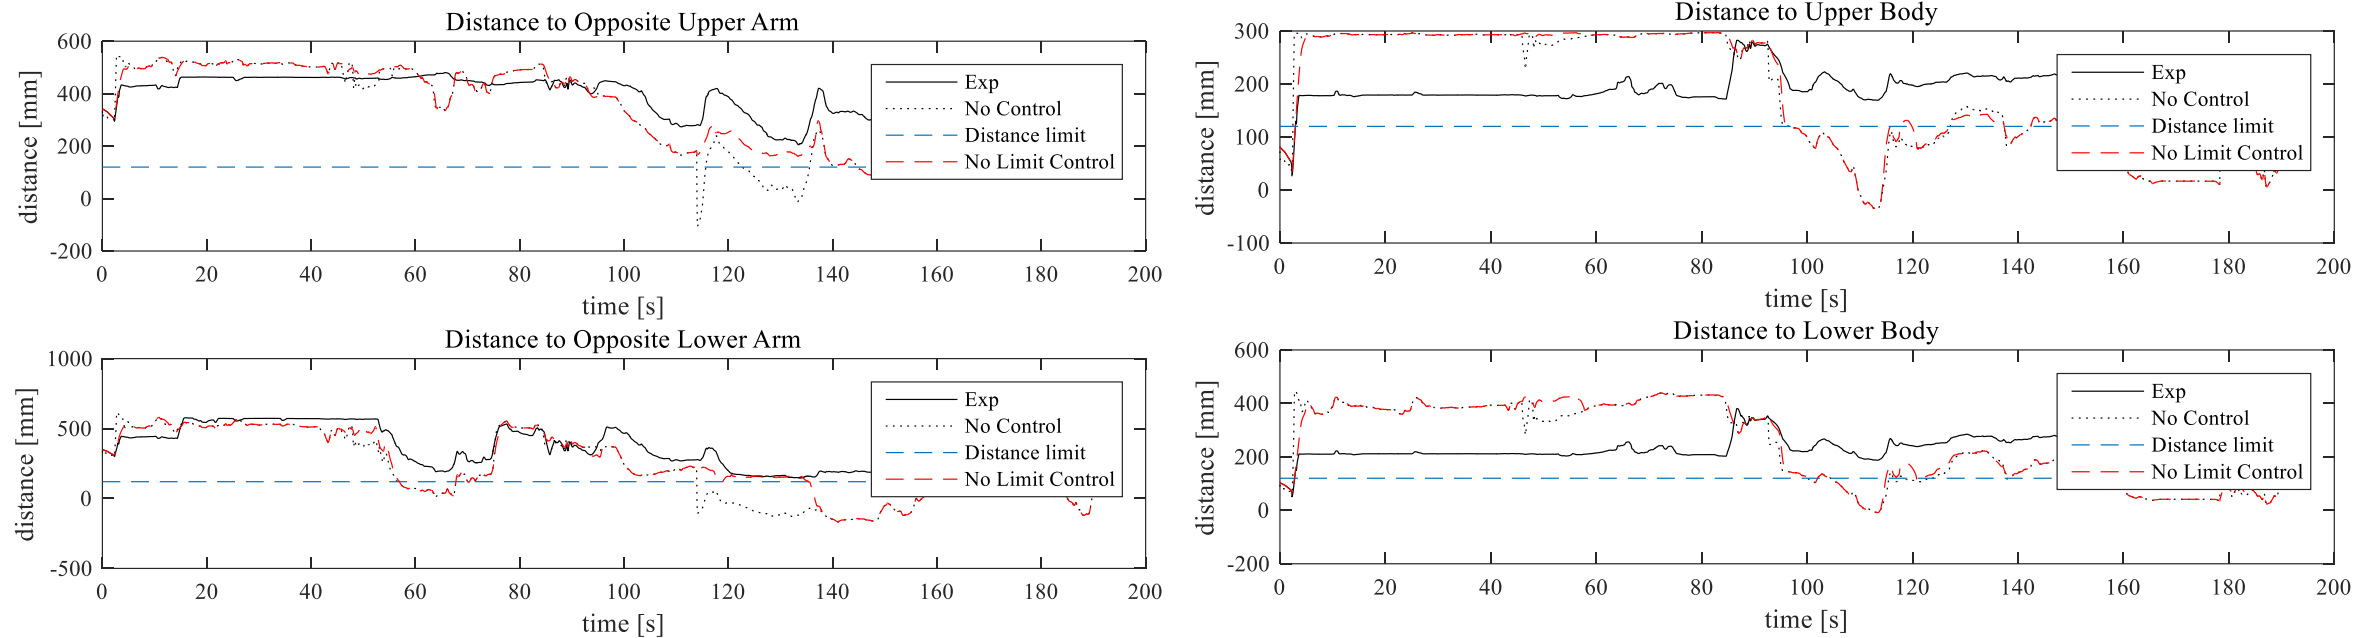 Distance to Opposite Upper Arm
distance [mm]
600
400
200
0
-200
0 20 40 60 80 100 120 140 160 180 200
time [s]
Exp
No Control
Distance limit
No Limit Control
Distance to Upper Body
distance [mm]
300
200
100
0
-100
0 20 40 60 80 100 120 140 160 180 200
time [s]
Exp
No Control
Distance limit
No Limit Control
Distance to Opposite Lower Arm
distance [mm]
1000
500
0
-500
0 20 40 60 80 100 120 140 160 180 200
time [s]
Exp
No Control
Distance limit
No Limit Control
Distance to Lower Body
distance [mm]
600
400
200
0
-200
0 20 40 60 80 100 120 140 160 180 200
time [s]
Exp
No Control
Distance limit
No Limit Control